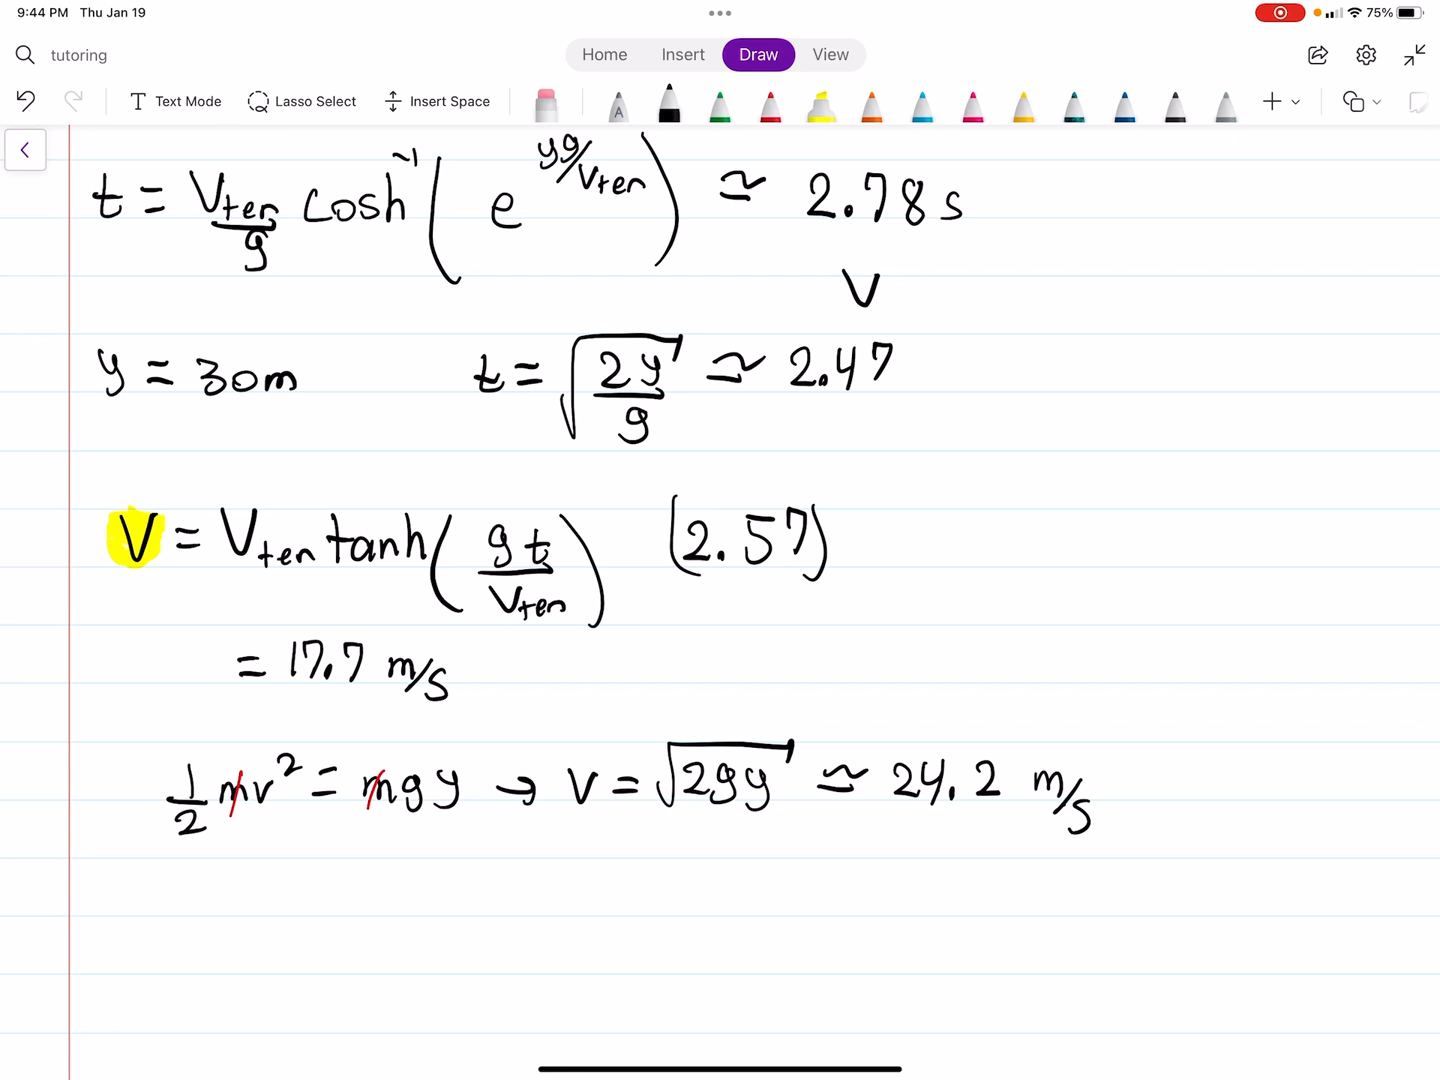 9:44 PM Thu Jan 19 75%
tutoring Home Insert Draw View
Text Mode Lasso Select Insert Space A
t = Vter/g cosh⁻¹ ( e^(yg/Vter) ) ≃ 2.78 s
V
y = 30m t = √(2y/g) ≃ 2.47
V = Vter tanh ( gt/Vter ) (2.57)
= 17.7 m/s
1/2 mv² = mgy → V = √2gy ≃ 24.2 m/s